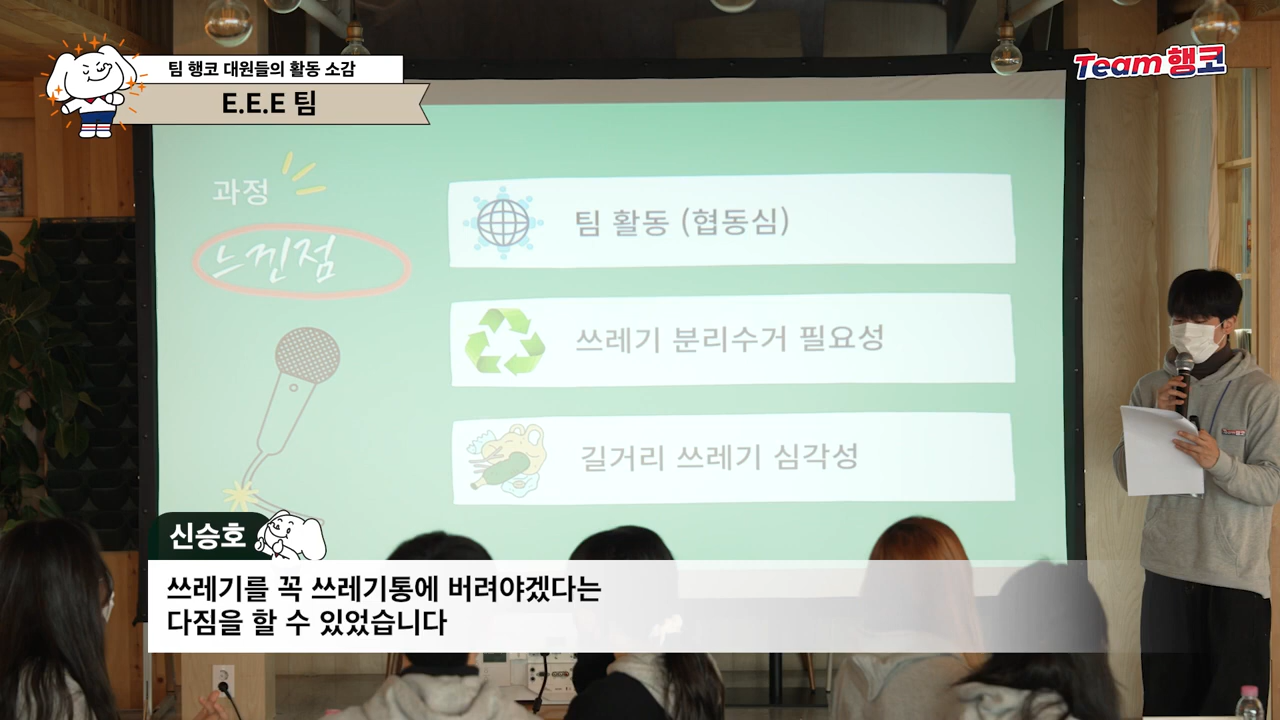 팀 행코 대원들의 활동 소감
E.E.E 팀
Team 행코
과정
느낀점
팀 활동 (협동심)
쓰레기 분리수거 필요성
길거리 쓰레기 심각성
신승호
쓰레기를 꼭 쓰레기통에 버려야겠다는
다짐을 할 수 있었습니다